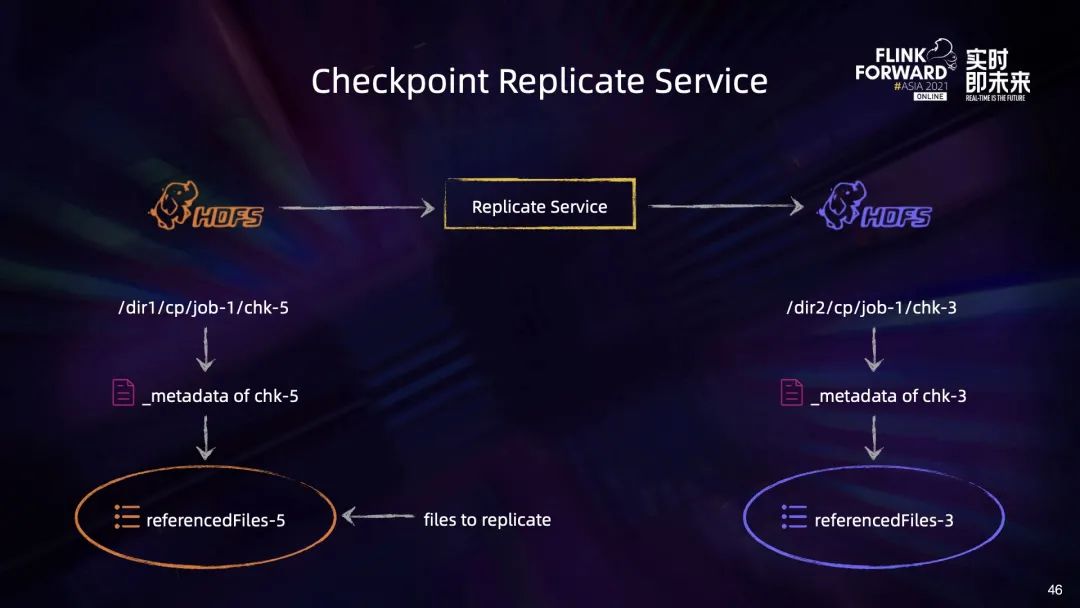 Checkpoint Replicate Service
FLINK
FORWARD
#ASIA 2021
ONLINE
实时
即未来
REAL-TIME IS THE FUTURE
HDFS
Replicate Service
HDFS
/dir1/cp/job-1/chk-5
/dir2/cp/job-1/chk-3
_metadata of chk-5
_metadata of chk-3
referencedFiles-5
files to replicate
referencedFiles-3
46